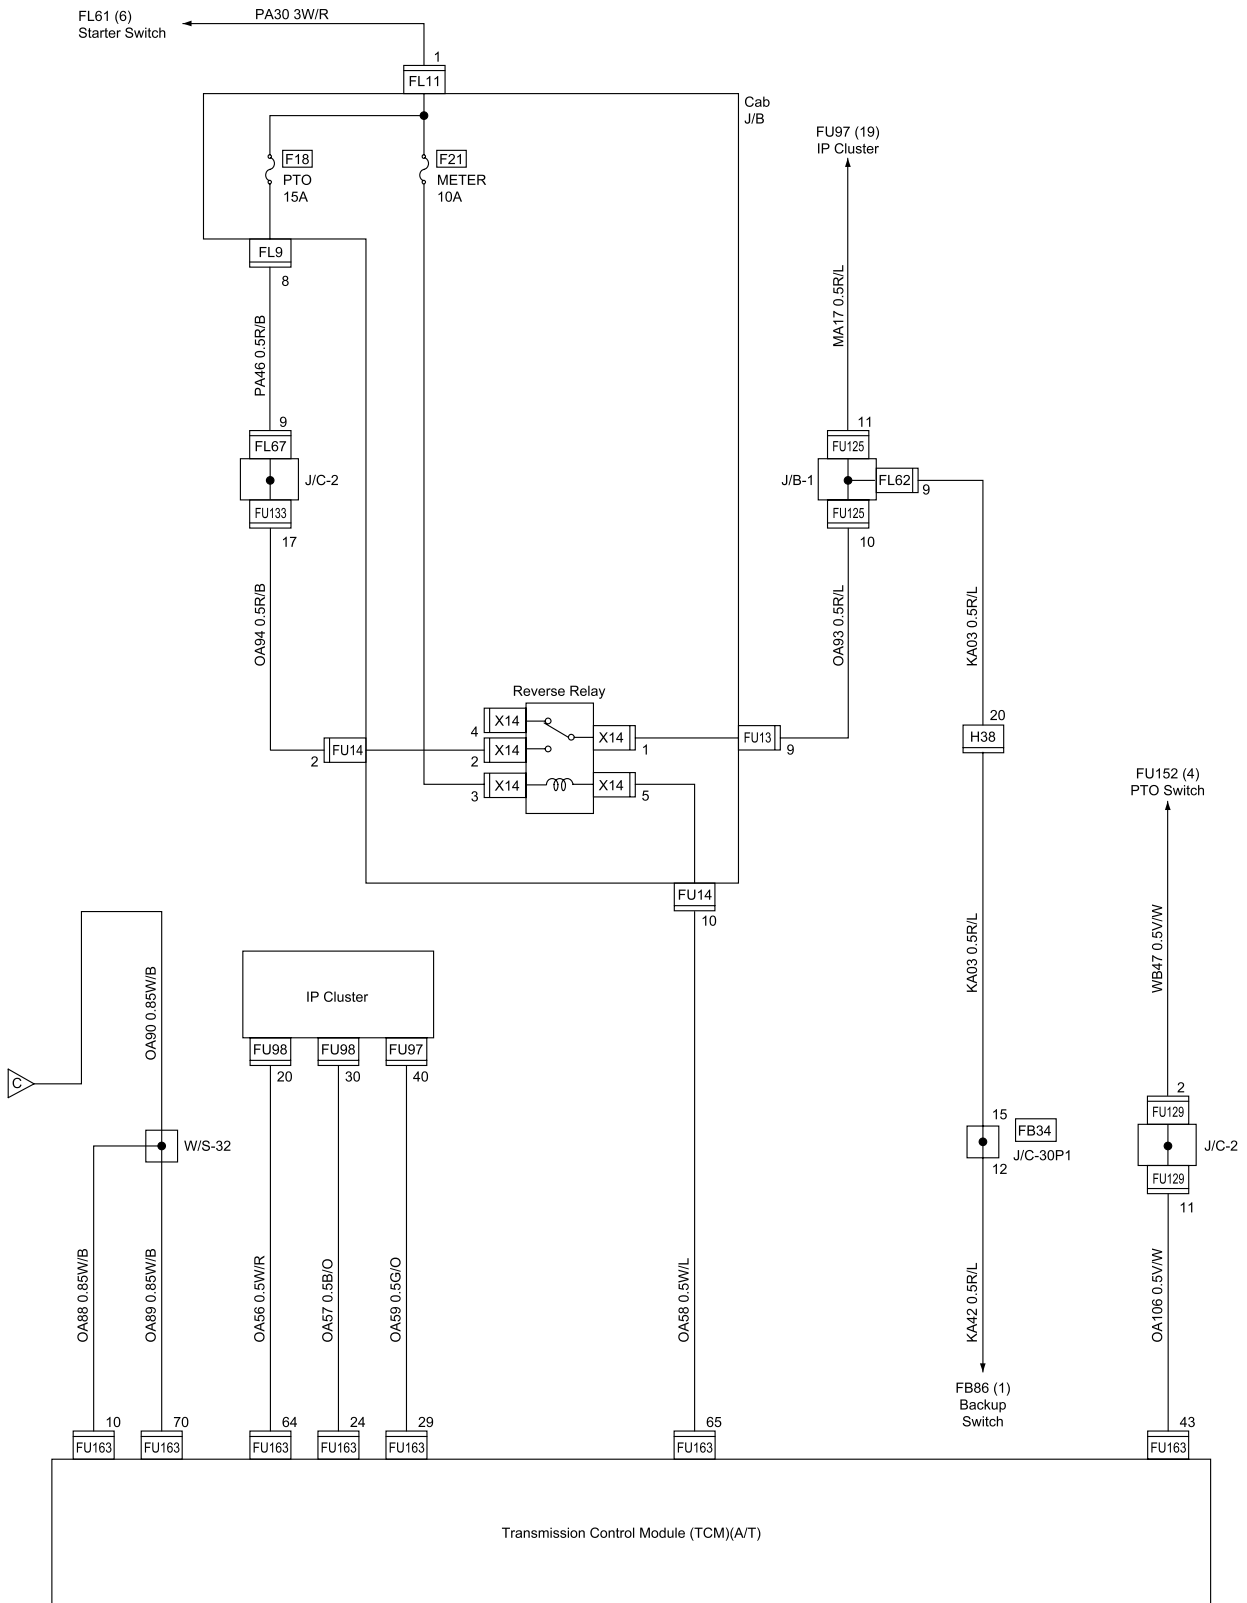 FL61 (6)
Starter Switch
PA30 3W/R
1
FL11
Cab
J/B
F18
PTO
15A
F21
METER
10A
FU97 (19)
IP Cluster
FL9
8
PA46 0.5R/B
MA17 0.5R/L
9
FL67
J/C-2
FU133
17
11
FU125
J/B-1
FL62
9
FU125
10
OA94 0.5R/B
OA93 0.5R/L
KA03 0.5R/L
Reverse Relay
4
X14
2
FU14
2
X14
3
X14
X14
1
X14
5
FU13
9
20
H38
FU152 (4)
PTO Switch
FU14
10
OA90 0.85W/B
IP Cluster
KA03 0.5R/L
WB47 0.5V/W
C
FU98
20
FU98
30
FU97
40
W/S-32
15
FB34
J/C-30P1
12
2
FU129
J/C-2
FU129
11
OA88 0.85W/B
OA89 0.85W/B
OA56 0.5W/R
OA57 0.5B/O
OA59 0.5G/O
OA58 0.5W/L
KA42 0.5R/L
OA106 0.5V/W
FB86 (1)
Backup
Switch
10
FU163
70
FU163
64
FU163
24
FU163
29
FU163
65
FU163
43
FU163
Transmission Control Module (TCM)(A/T)